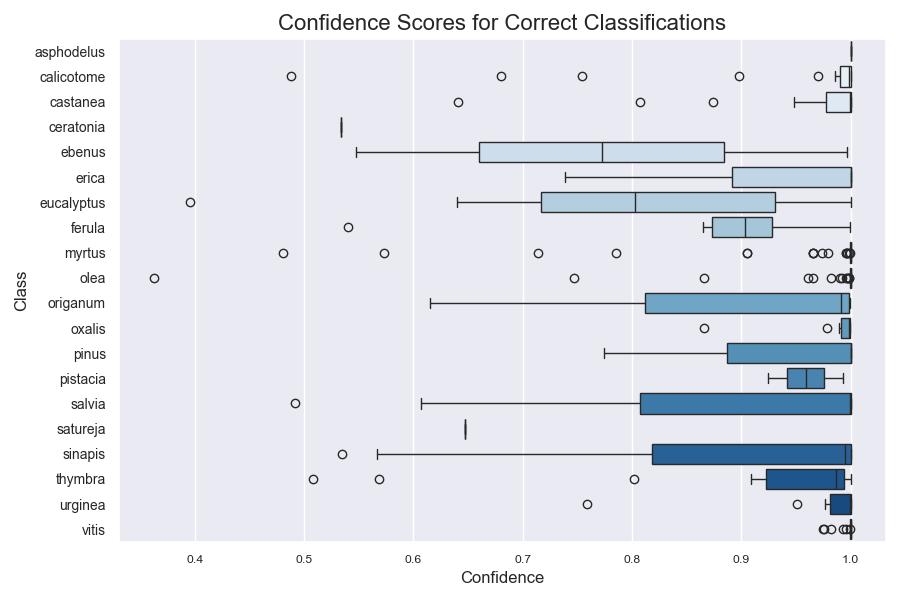 Confidence Scores for Correct Classifications
asphodelus
calicotome
castanea
ceratonia
ebenus
erica
eucalyptus
ferula
myrtus
olea
origanum
oxalis
pinus
pistacia
salvia
satureja
sinapis
thymbra
urginea
vitis
Class
0.4 0.5 0.6 0.7 0.8 0.9 1.0
Confidence